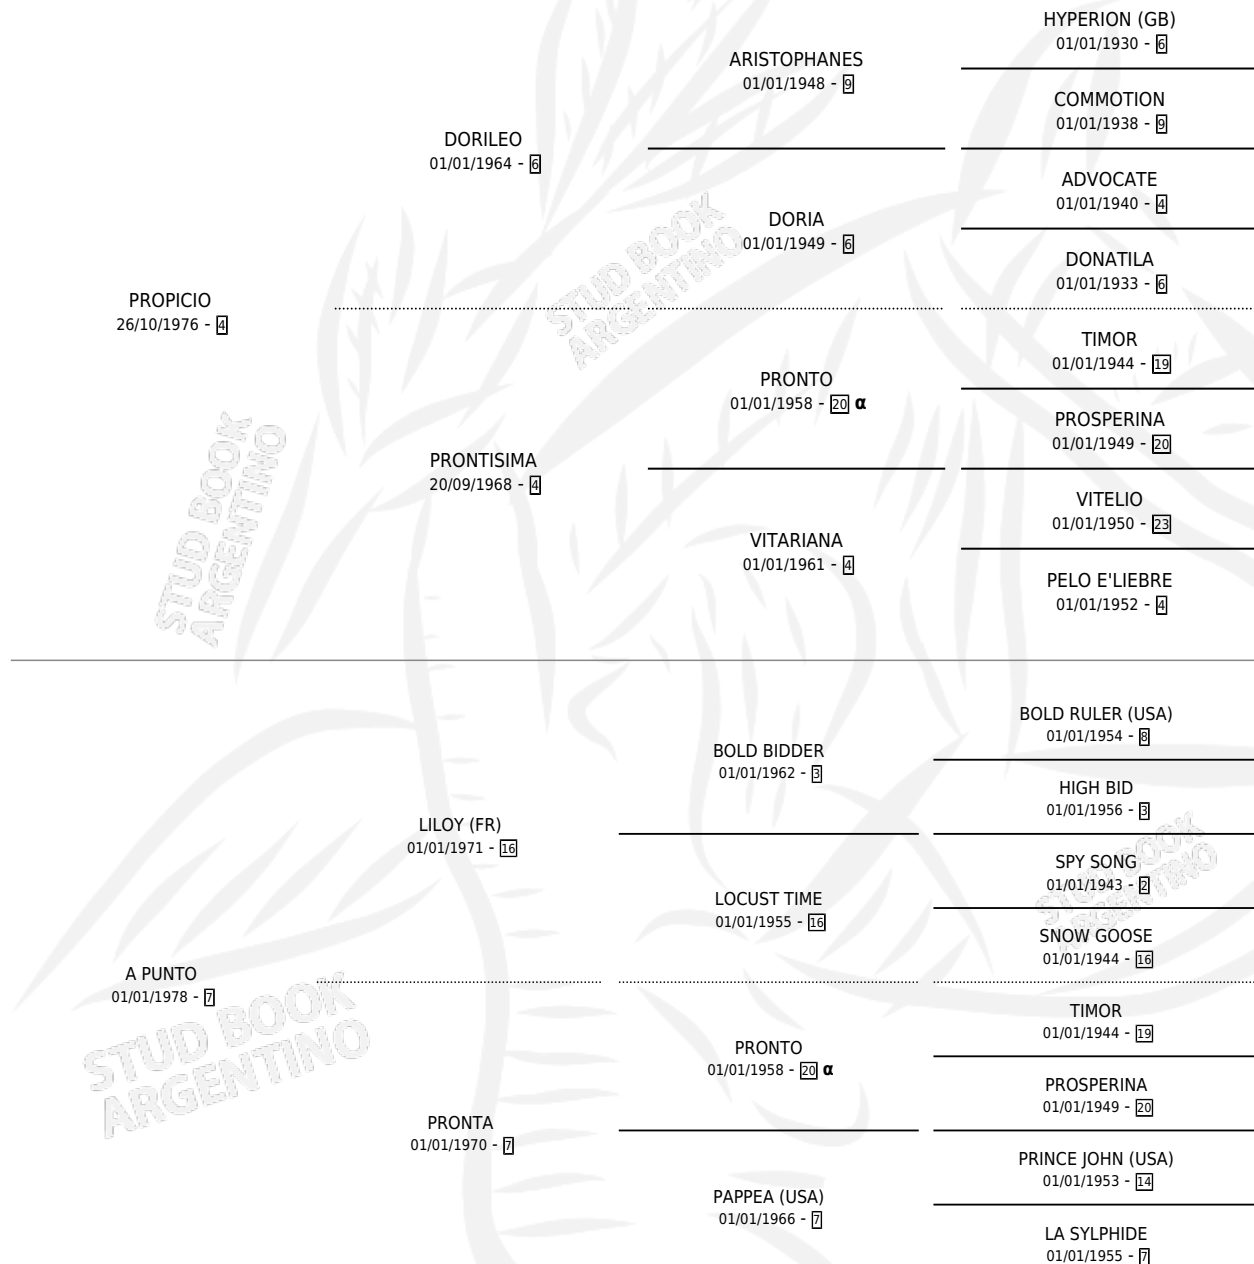 HYPERION (GB)
01/01/1930 - 6
ARISTOPHANES
01/01/1948 - 9
COMMOTION
01/01/1938 - 9
DORILEO
01/01/1964 - 6
ADVOCATE
01/01/1940 - 4
DORIA
01/01/1949 - 6
DONATILA
01/01/1933 - 6
PROPICIO
26/10/1976 - 4
TIMOR
01/01/1944 - 19
PRONTO
01/01/1958 - 20 α
PROSPERINA
01/01/1949 - 20
PRONTISIMA
20/09/1968 - 4
VITELIO
01/01/1950 - 23
VITARIANA
01/01/1961 - 4
PELO E'LIEBRE
01/01/1952 - 4
BOLD RULER (USA)
01/01/1954 - 8
BOLD BIDDER
01/01/1962 - 3
HIGH BID
01/01/1956 - 3
LILOY (FR)
01/01/1971 - 16
SPY SONG
01/01/1943 - 2
LOCUST TIME
01/01/1955 - 16
SNOW GOOSE
01/01/1944 - 16
A PUNTO
01/01/1978 - 7
TIMOR
01/01/1944 - 19
PRONTO
01/01/1958 - 20 α
PROSPERINA
01/01/1949 - 20
PRONTA
01/01/1970 - 7
PRINCE JOHN (USA)
01/01/1953 - 14
PAPPEA (USA)
01/01/1966 - 7
LA SYLPHIDE
01/01/1955 - 7
STUD BOOK
ARGENTINO
STUD BOOK
ARGENTINO
STUD BOOK
ARGENTINO
STUD BOOK
ARGENTINO